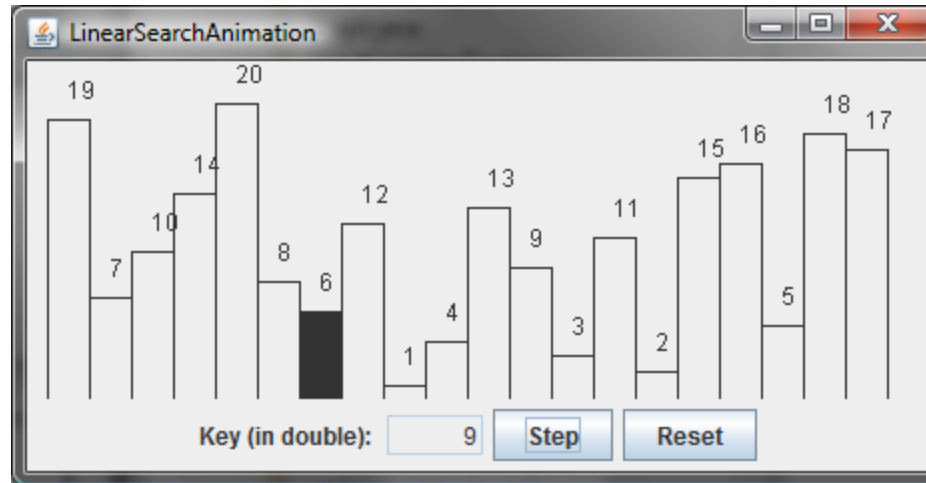 LinearSearchAnimation
19 7 10 14 20 8 6 12 1 4 13 9 3 11 2 15 16 5 18 17
Key (in double): 9 Step Reset